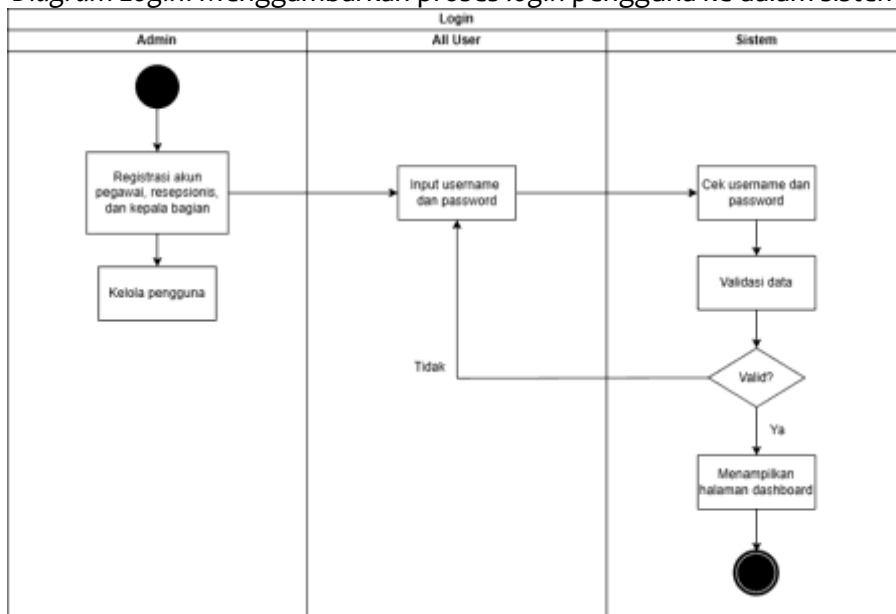 Diagram Login: Menggambarkan proses login pengguna ke dalam sistem
Login
Admin
All User
Sistem
Registrasi akun
pegawai, resepsionis,
dan kepala bagian
Input username
dan password
Cek username dan
password
Kelola pengguna
Validasi data
Tidak
Valid?
Ya
Menampilkan
halaman dashboard